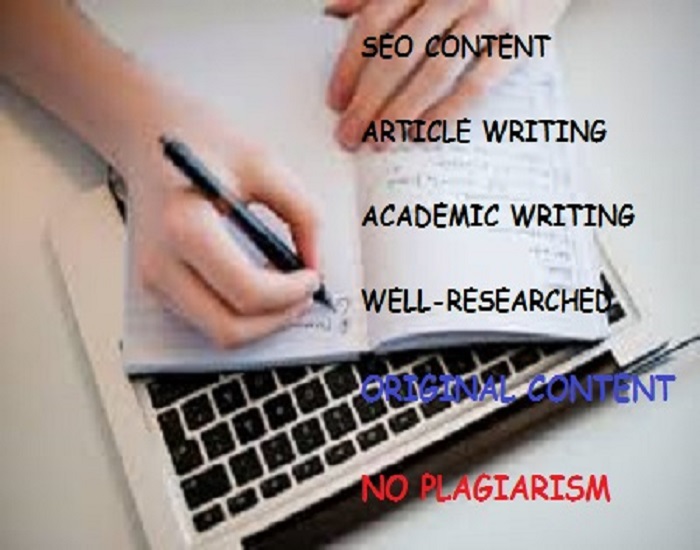 SEO CONTENT
ARTICLE WRITING
ACADEMIC WRITING
WELL-RESEARCHED
ORIGINAL CONTENT
NO PLAGIARISM